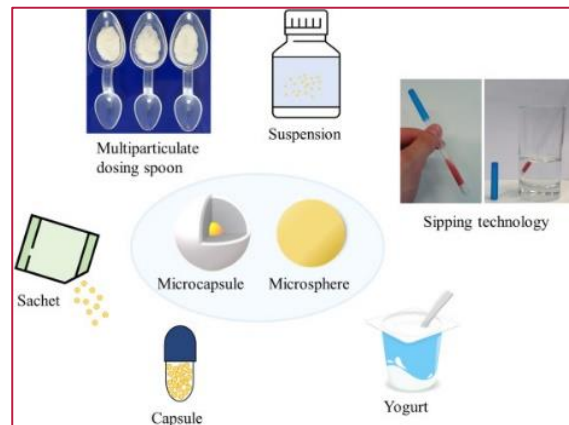 Multiparticulate
dosing spoon
Suspension
Sipping technology
Microcapsule
Microsphere
Sachet
Capsule
Yogurt